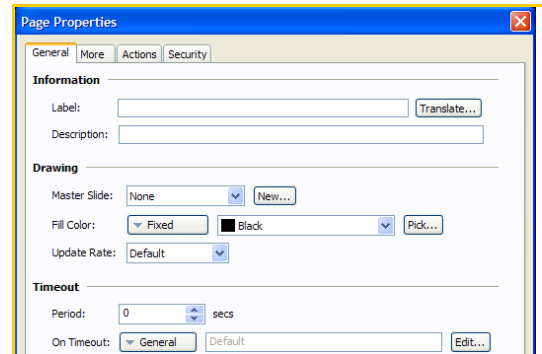 Page Properties
General More Actions Security
Information
Label: Translate...
Description:
Drawing
Master Slide: None New...
Fill Color: Fixed Black Pick...
Update Rate: Default
Timeout
Period: 0 secs
On Timeout: General Default Edit...